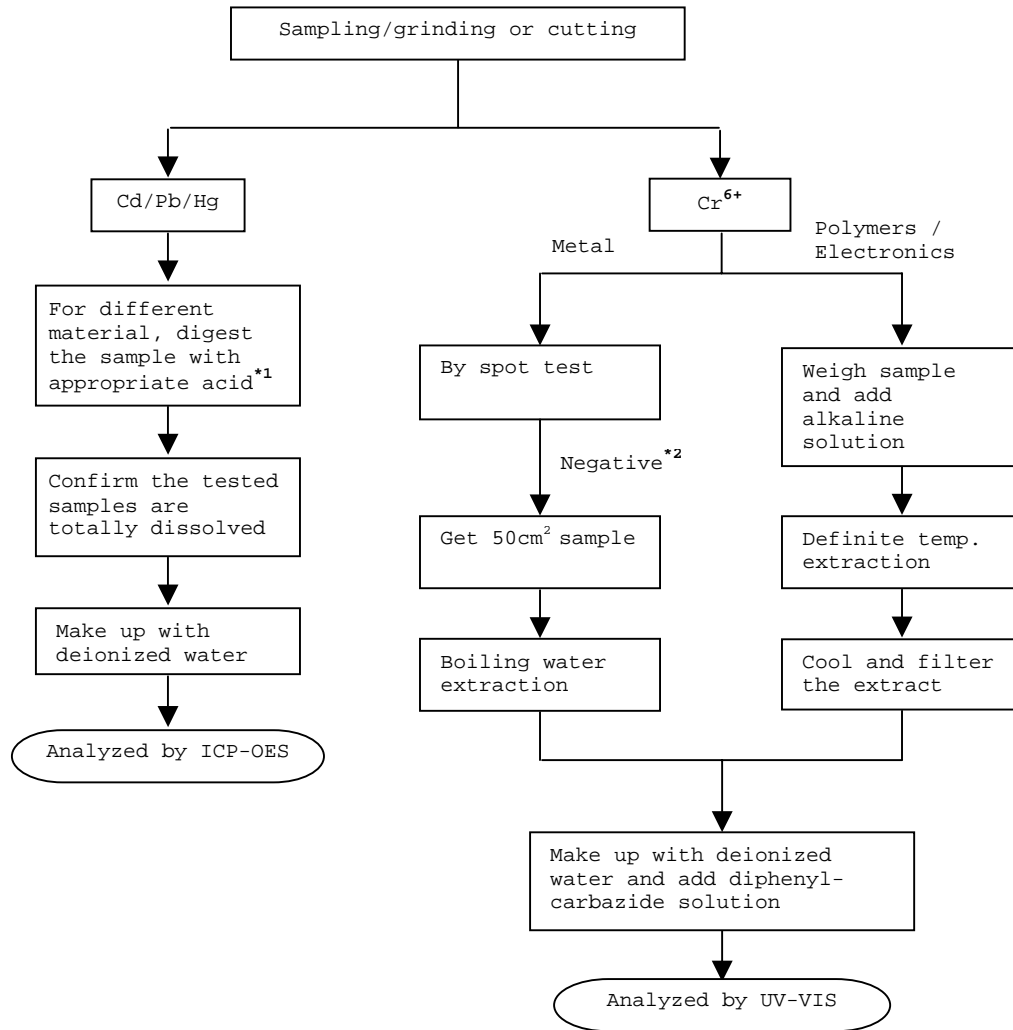 Sampling/grinding or cutting
Cd/Pb/Hg
Cr⁶⁺
Metal
Polymers /
Electronics
For different
material, digest
the sample with
appropriate acid*¹
By spot test
Weigh sample
and add
alkaline
solution
Negative*²
Confirm the tested
samples are
totally dissolved
Get 50cm² sample
Definite temp.
extraction
Make up with
deionized water
Boiling water
extraction
Cool and filter
the extract
Analyzed by ICP-OES
Make up with deionized
water and add diphenyl-
carbazide solution
Analyzed by UV-VIS